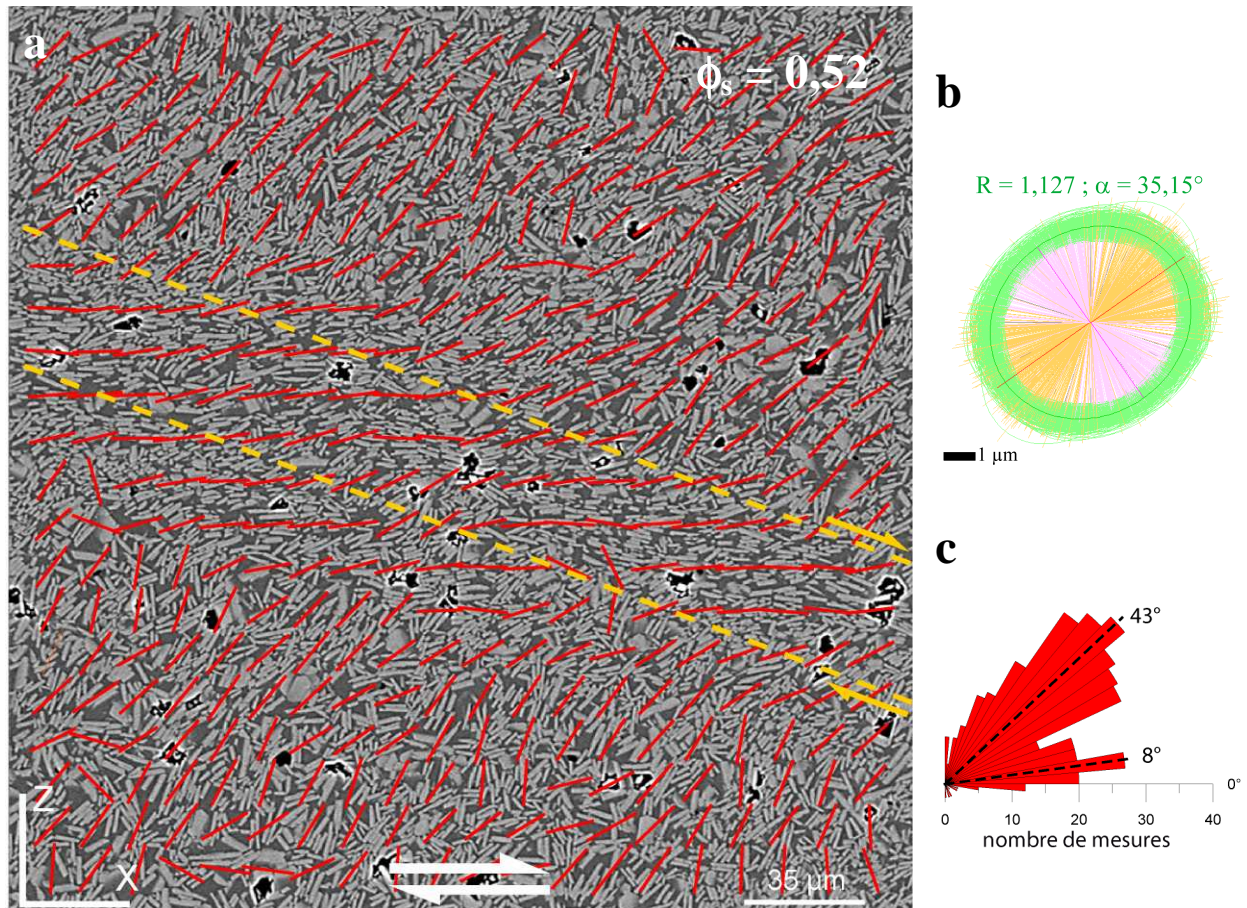 a
ϕs = 0,52
Z
X
35 µm
b
R = 1,127 ; α = 35,15°
1 µm
c
43°
8°
0°
0 10 20 30 40
nombre de mesures